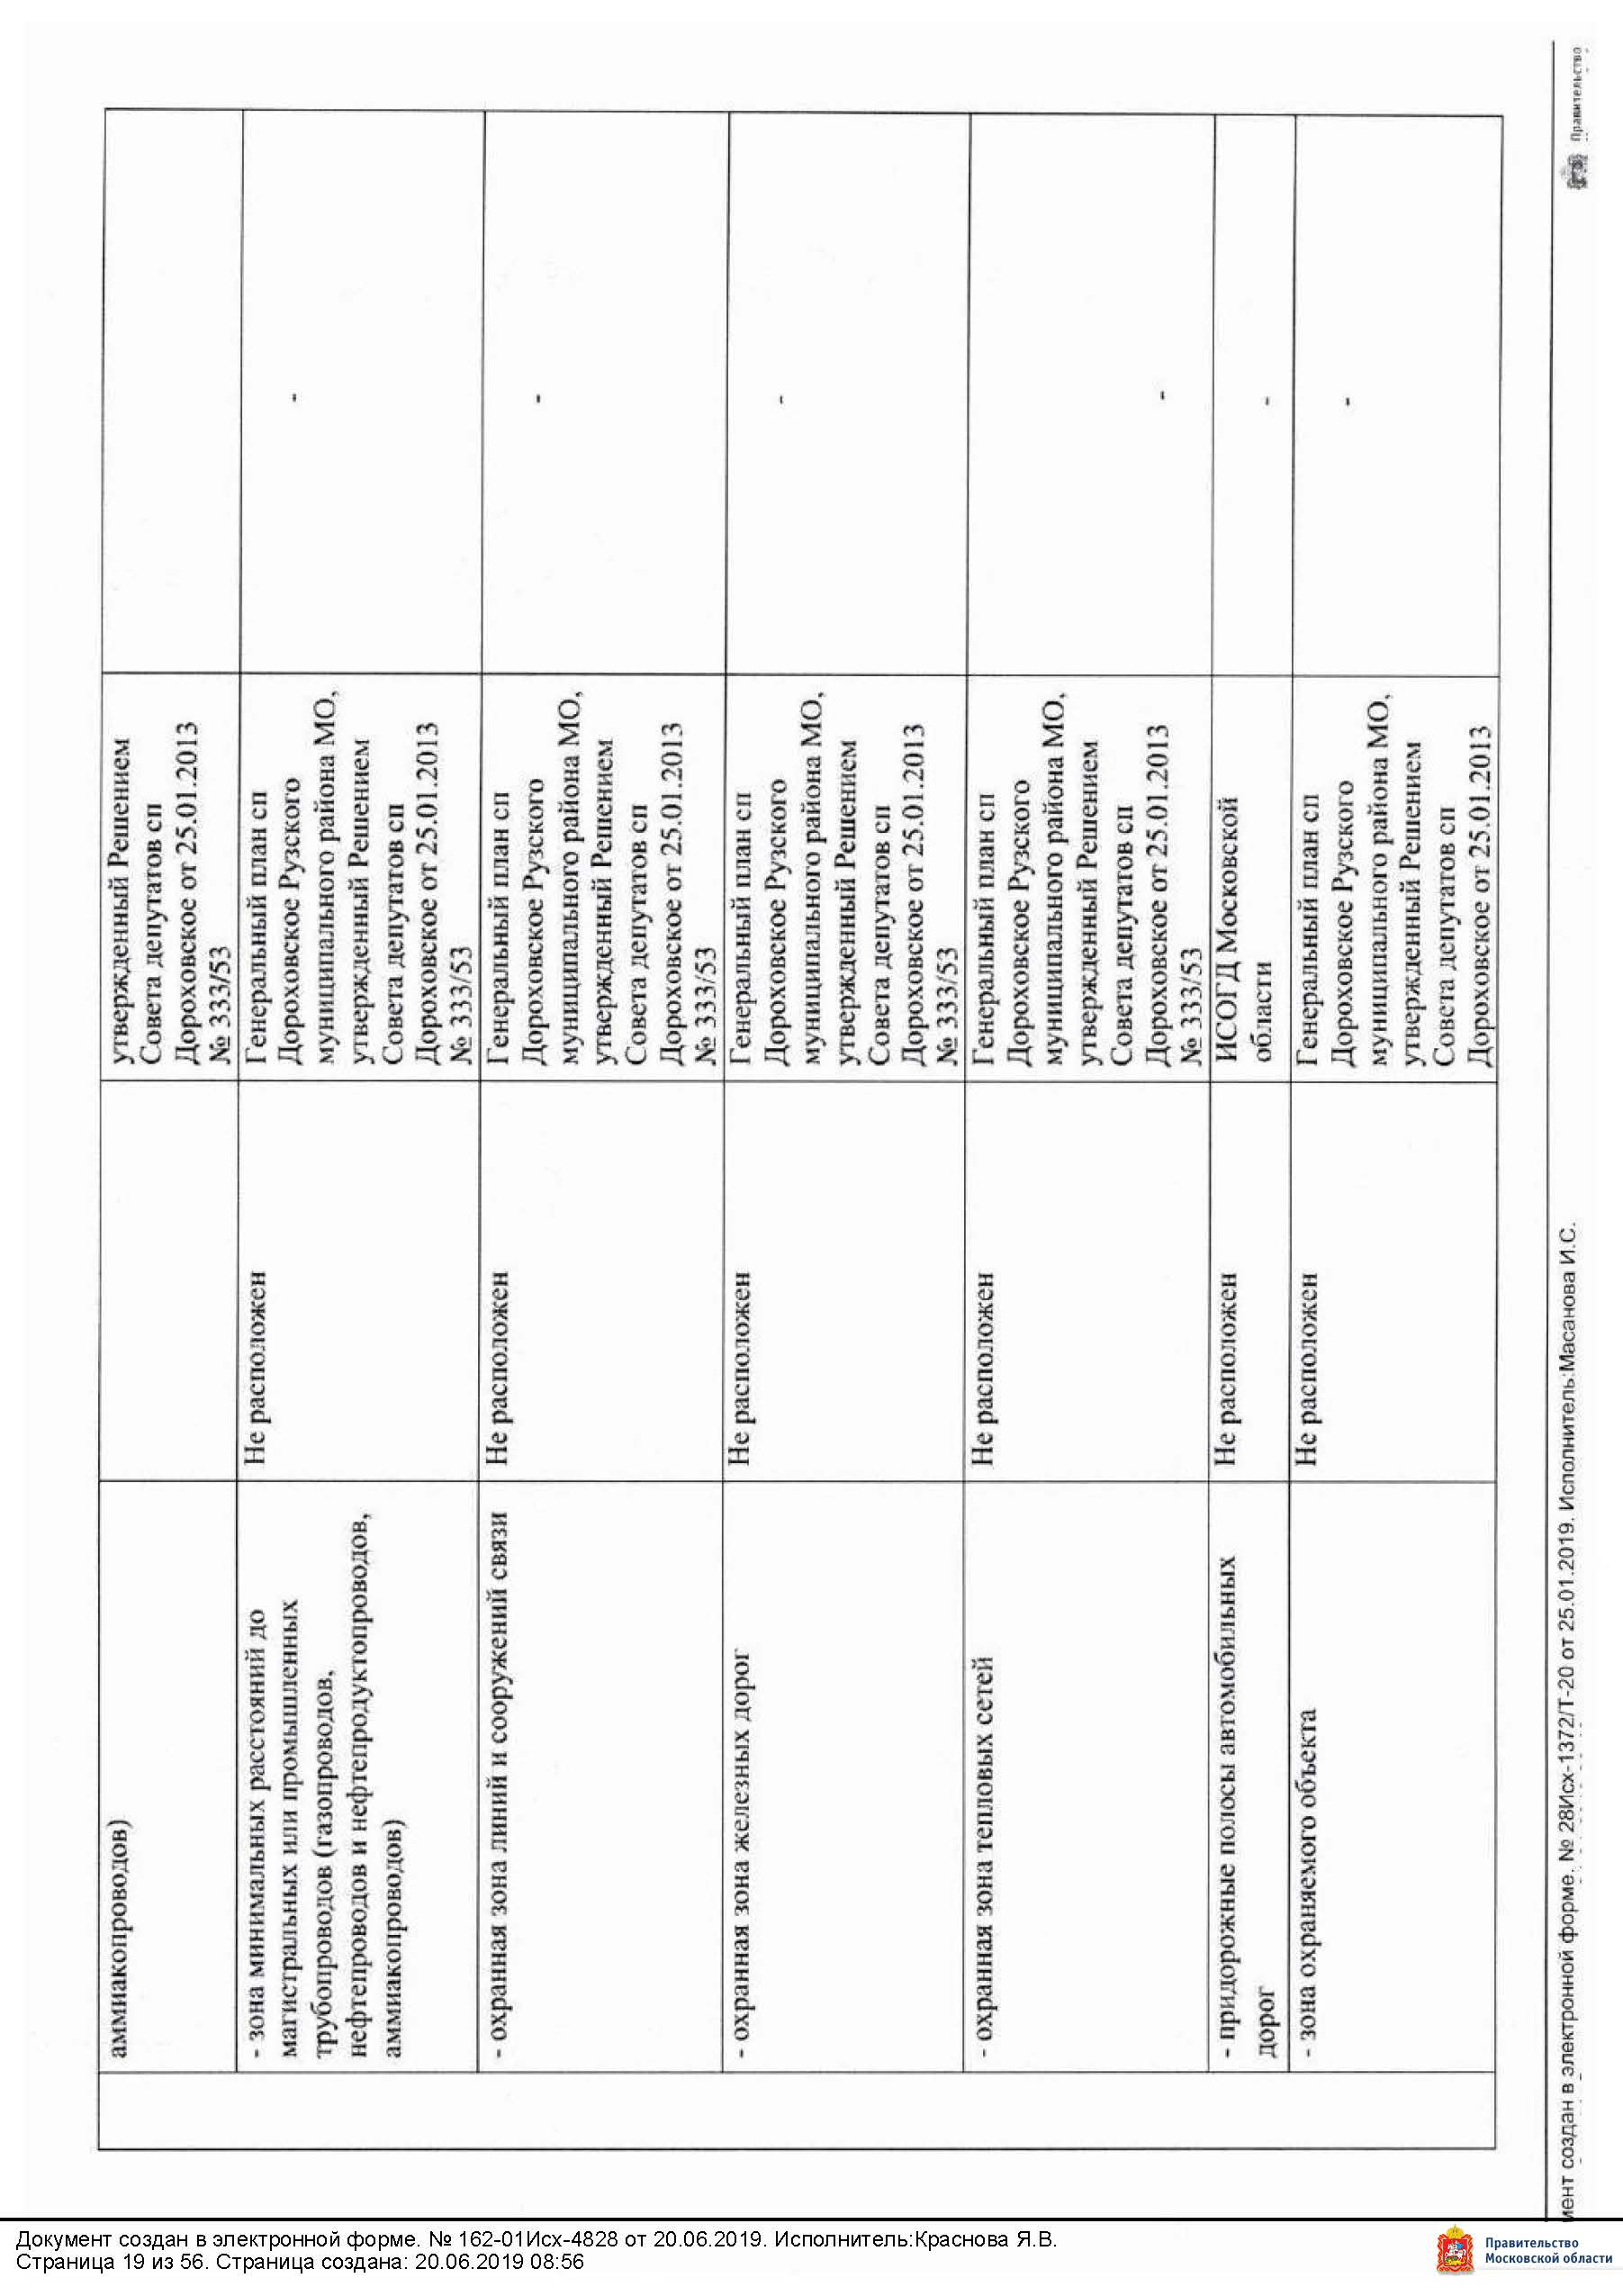 аммиакопроводов)
утвержденный Решением
Совета депутатов сп
Дороховское от 25.01.2013
№ 333/53
- зона минимальных расстояний до
магистральных или промышленных
трубопроводов (газопроводов,
нефтепроводов и нефтепродуктопроводов,
аммиакопроводов)
Не расположен
Генеральный план сп
Дороховское Рузского
муниципального района МО,
утвержденный Решением
Совета депутатов сп
Дороховское от 25.01.2013
№ 333/53
-
- охранная зона линий и сооружений связи
Не расположен
Генеральный план сп
Дороховское Рузского
муниципального района МО,
утвержденный Решением
Совета депутатов сп
Дороховское от 25.01.2013
№ 333/53
-
- охранная зона железных дорог
Не расположен
Генеральный план сп
Дороховское Рузского
муниципального района МО,
утвержденный Решением
Совета депутатов сп
Дороховское от 25.01.2013
№ 333/53
-
- охранная зона тепловых сетей
Не расположен
Генеральный план сп
Дороховское Рузского
муниципального района МО,
утвержденный Решением
Совета депутатов сп
Дороховское от 25.01.2013
№ 333/53
-
- придорожные полосы автомобильных
дорог
Не расположен
ИСОГД Московской
области
-
- зона охраняемого объекта
Не расположен
Генеральный план сп
Дороховское Рузского
муниципального района МО,
утвержденный Решением
Совета депутатов сп
Дороховское от 25.01.2013
-
мент создан в электронной форме. № 28Исх-1372/Т-20 от 25.01.2019. Исполнитель:Масанова И.С.
Правительство
Документ создан в электронной форме. № 162-01Исх-4828 от 20.06.2019. Исполнитель:Краснова Я.В.
Страница 19 из 56. Страница создана: 20.06.2019 08:56
Правительство
Московской области